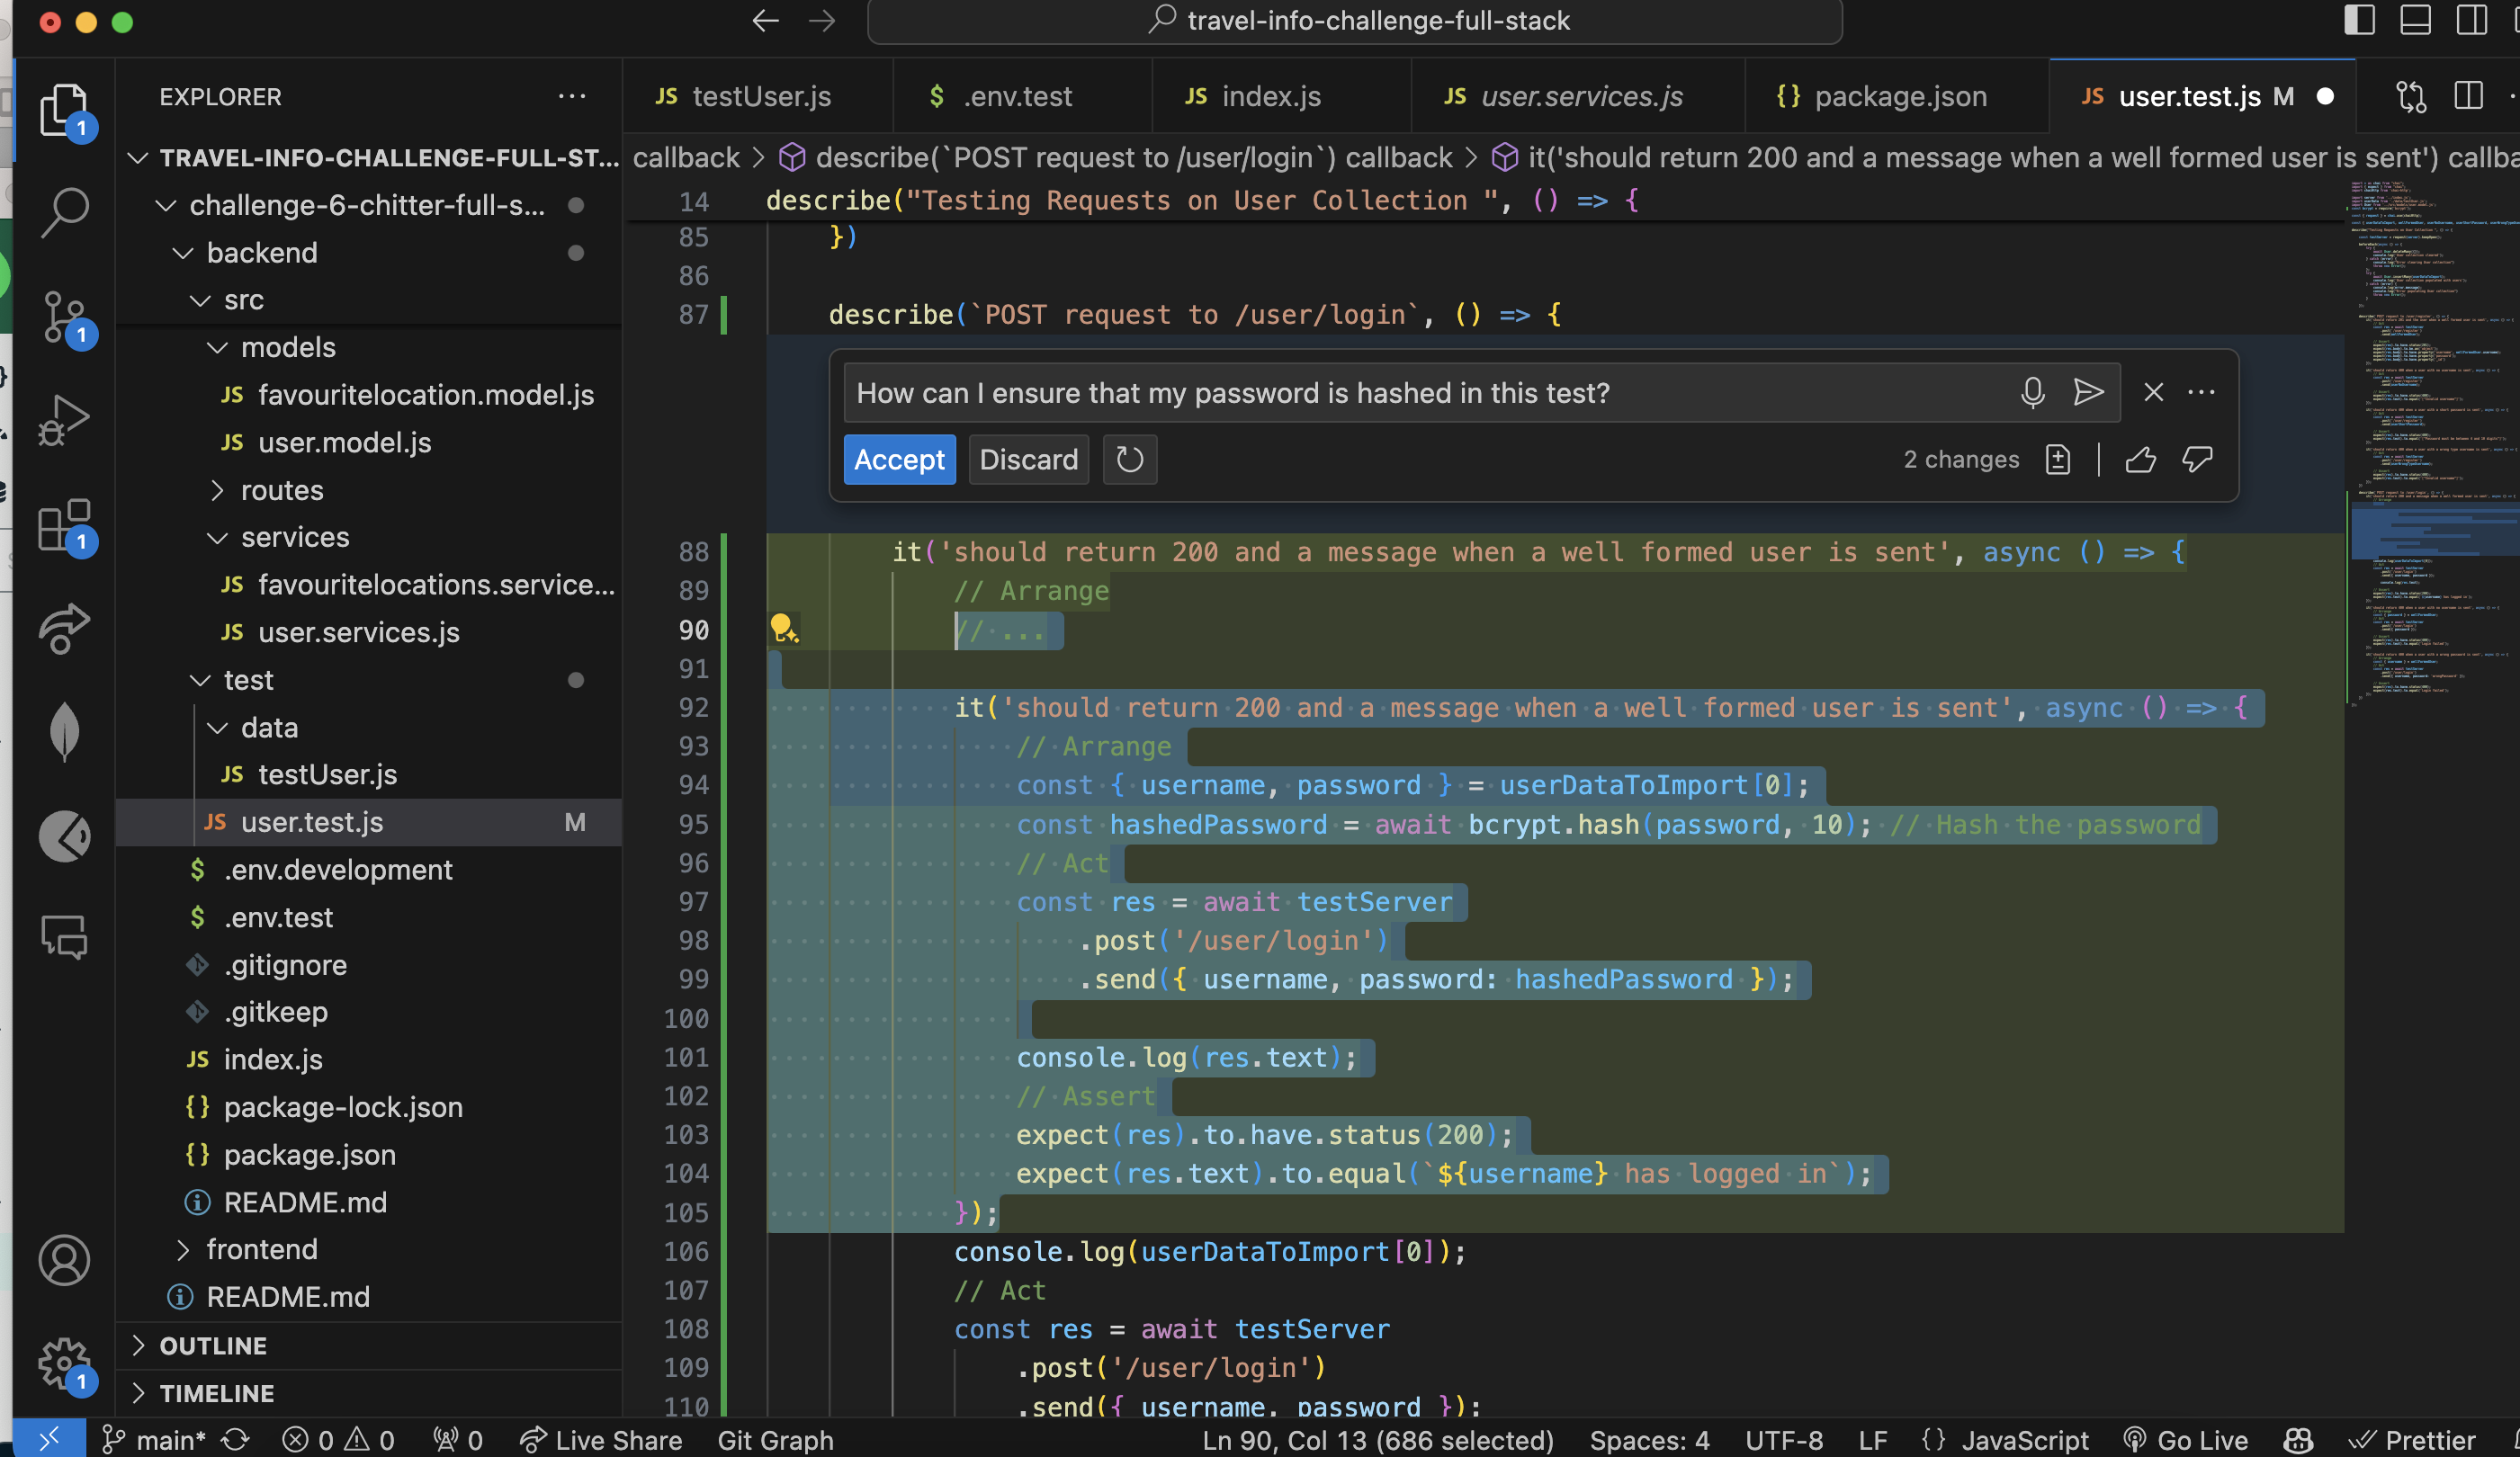 travel-info-challenge-full-stack
EXPLORER
TRAVEL-INFO-CHALLENGE-FULL-ST...
challenge-6-chitter-full-s...
backend
src
models
JS favouritelocation.model.js
JS user.model.js
routes
services
JS favouritelocations.service...
JS user.services.js
test
data
JS testUser.js
JS user.test.js M
$ .env.development
$ .env.test
.gitignore
.gitkeep
JS index.js
{} package-lock.json
{} package.json
README.md
frontend
README.md
OUTLINE
TIMELINE
1
1
1
1
JS testUser.js
$ .env.test
JS index.js
JS user.services.js
{} package.json
JS user.test.js M
callback > describe(`POST request to /user/login`) callback > it('should return 200 and a message when a well formed user is sent') callba
14 describe("Testing Requests on User Collection ", () => {
85 })
86
87 describe(`POST request to /user/login`, () => {
How can I ensure that my password is hashed in this test?
Accept Discard 2 changes
88 it('should return 200 and a message when a well formed user is sent', async () => {
89 // Arrange
90 // ...
91
92 it('should return 200 and a message when a well formed user is sent', async () => {
93 // Arrange
94 const { username, password } = userDataToImport[0];
95 const hashedPassword = await bcrypt.hash(password, 10); // Hash the password
96 // Act
97 const res = await testServer
98 .post('/user/login')
99 .send({ username, password: hashedPassword });
100
101 console.log(res.text);
102 // Assert
103 expect(res).to.have.status(200);
104 expect(res.text).to.equal(`${username} has logged in`);
105 });
106 console.log(userDataToImport[0]);
107 // Act
108 const res = await testServer
109 .post('/user/login')
110 .send({ username, password });
main* 0 0 0 Live Share Git Graph Ln 90, Col 13 (686 selected) Spaces: 4 UTF-8 LF {} JavaScript Go Live Prettier